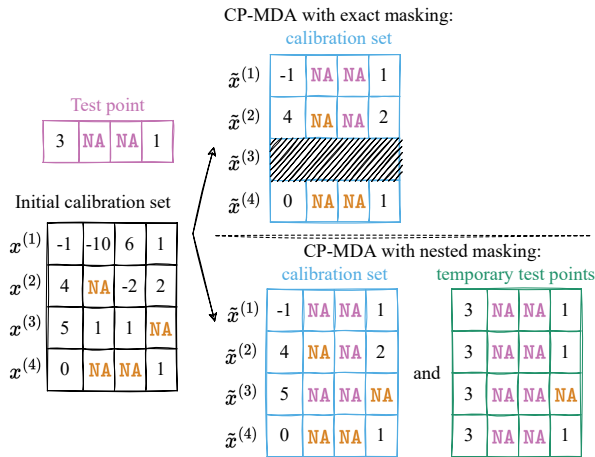 CP-MDA with exact masking:
calibration set
x̃⁽¹⁾ -1 NA NA 1
x̃⁽²⁾ 4 NA NA 2
x̃⁽³⁾
x̃⁽⁴⁾ 0 NA NA 1
Test point
3 NA NA 1
Initial calibration set
x⁽¹⁾ -1 -10 6 1
x⁽²⁾ 4 NA -2 2
x⁽³⁾ 5 1 1 NA
x⁽⁴⁾ 0 NA NA 1
CP-MDA with nested masking:
calibration set
x̃⁽¹⁾ -1 NA NA 1
x̃⁽²⁾ 4 NA NA 2
x̃⁽³⁾ 5 NA NA NA
x̃⁽⁴⁾ 0 NA NA 1
and
temporary test points
3 NA NA 1
3 NA NA 1
3 NA NA NA
3 NA NA 1